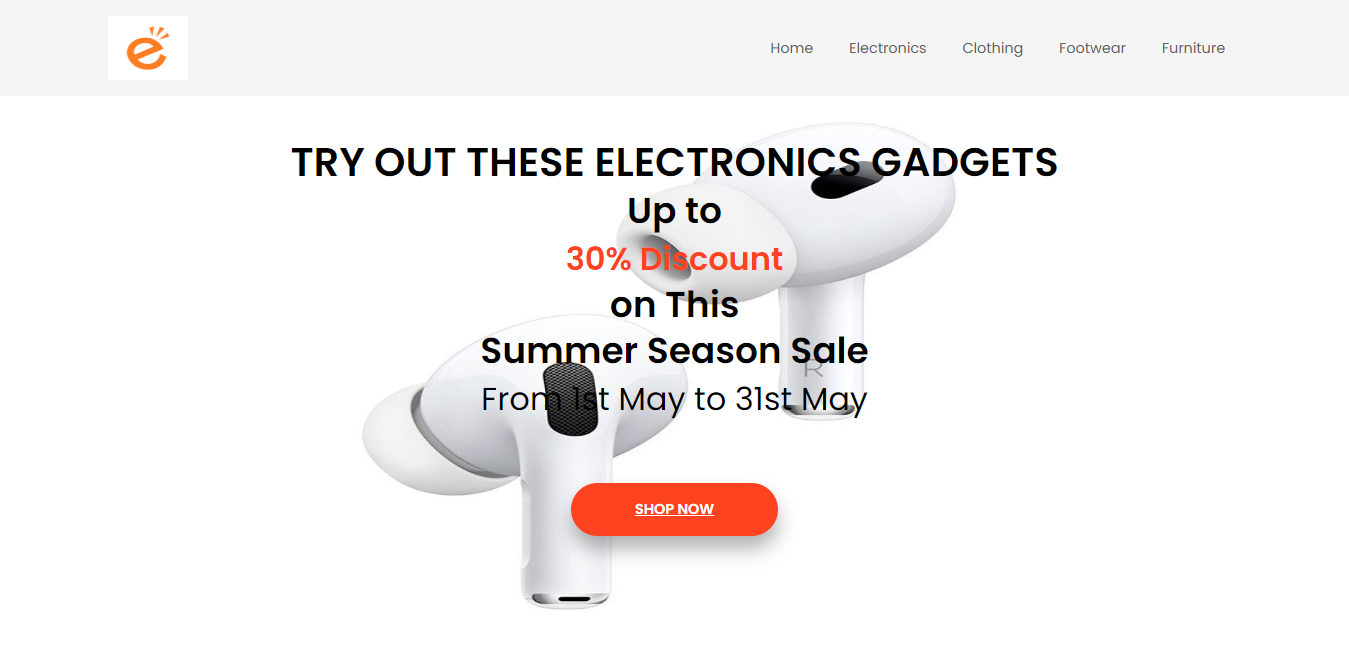 e
Home Electronics Clothing Footwear Furniture
TRY OUT THESE ELECTRONICS GADGETS
Up to
30% Discount
on This
Summer Season Sale
From 1st May to 31st May
R
SHOP NOW